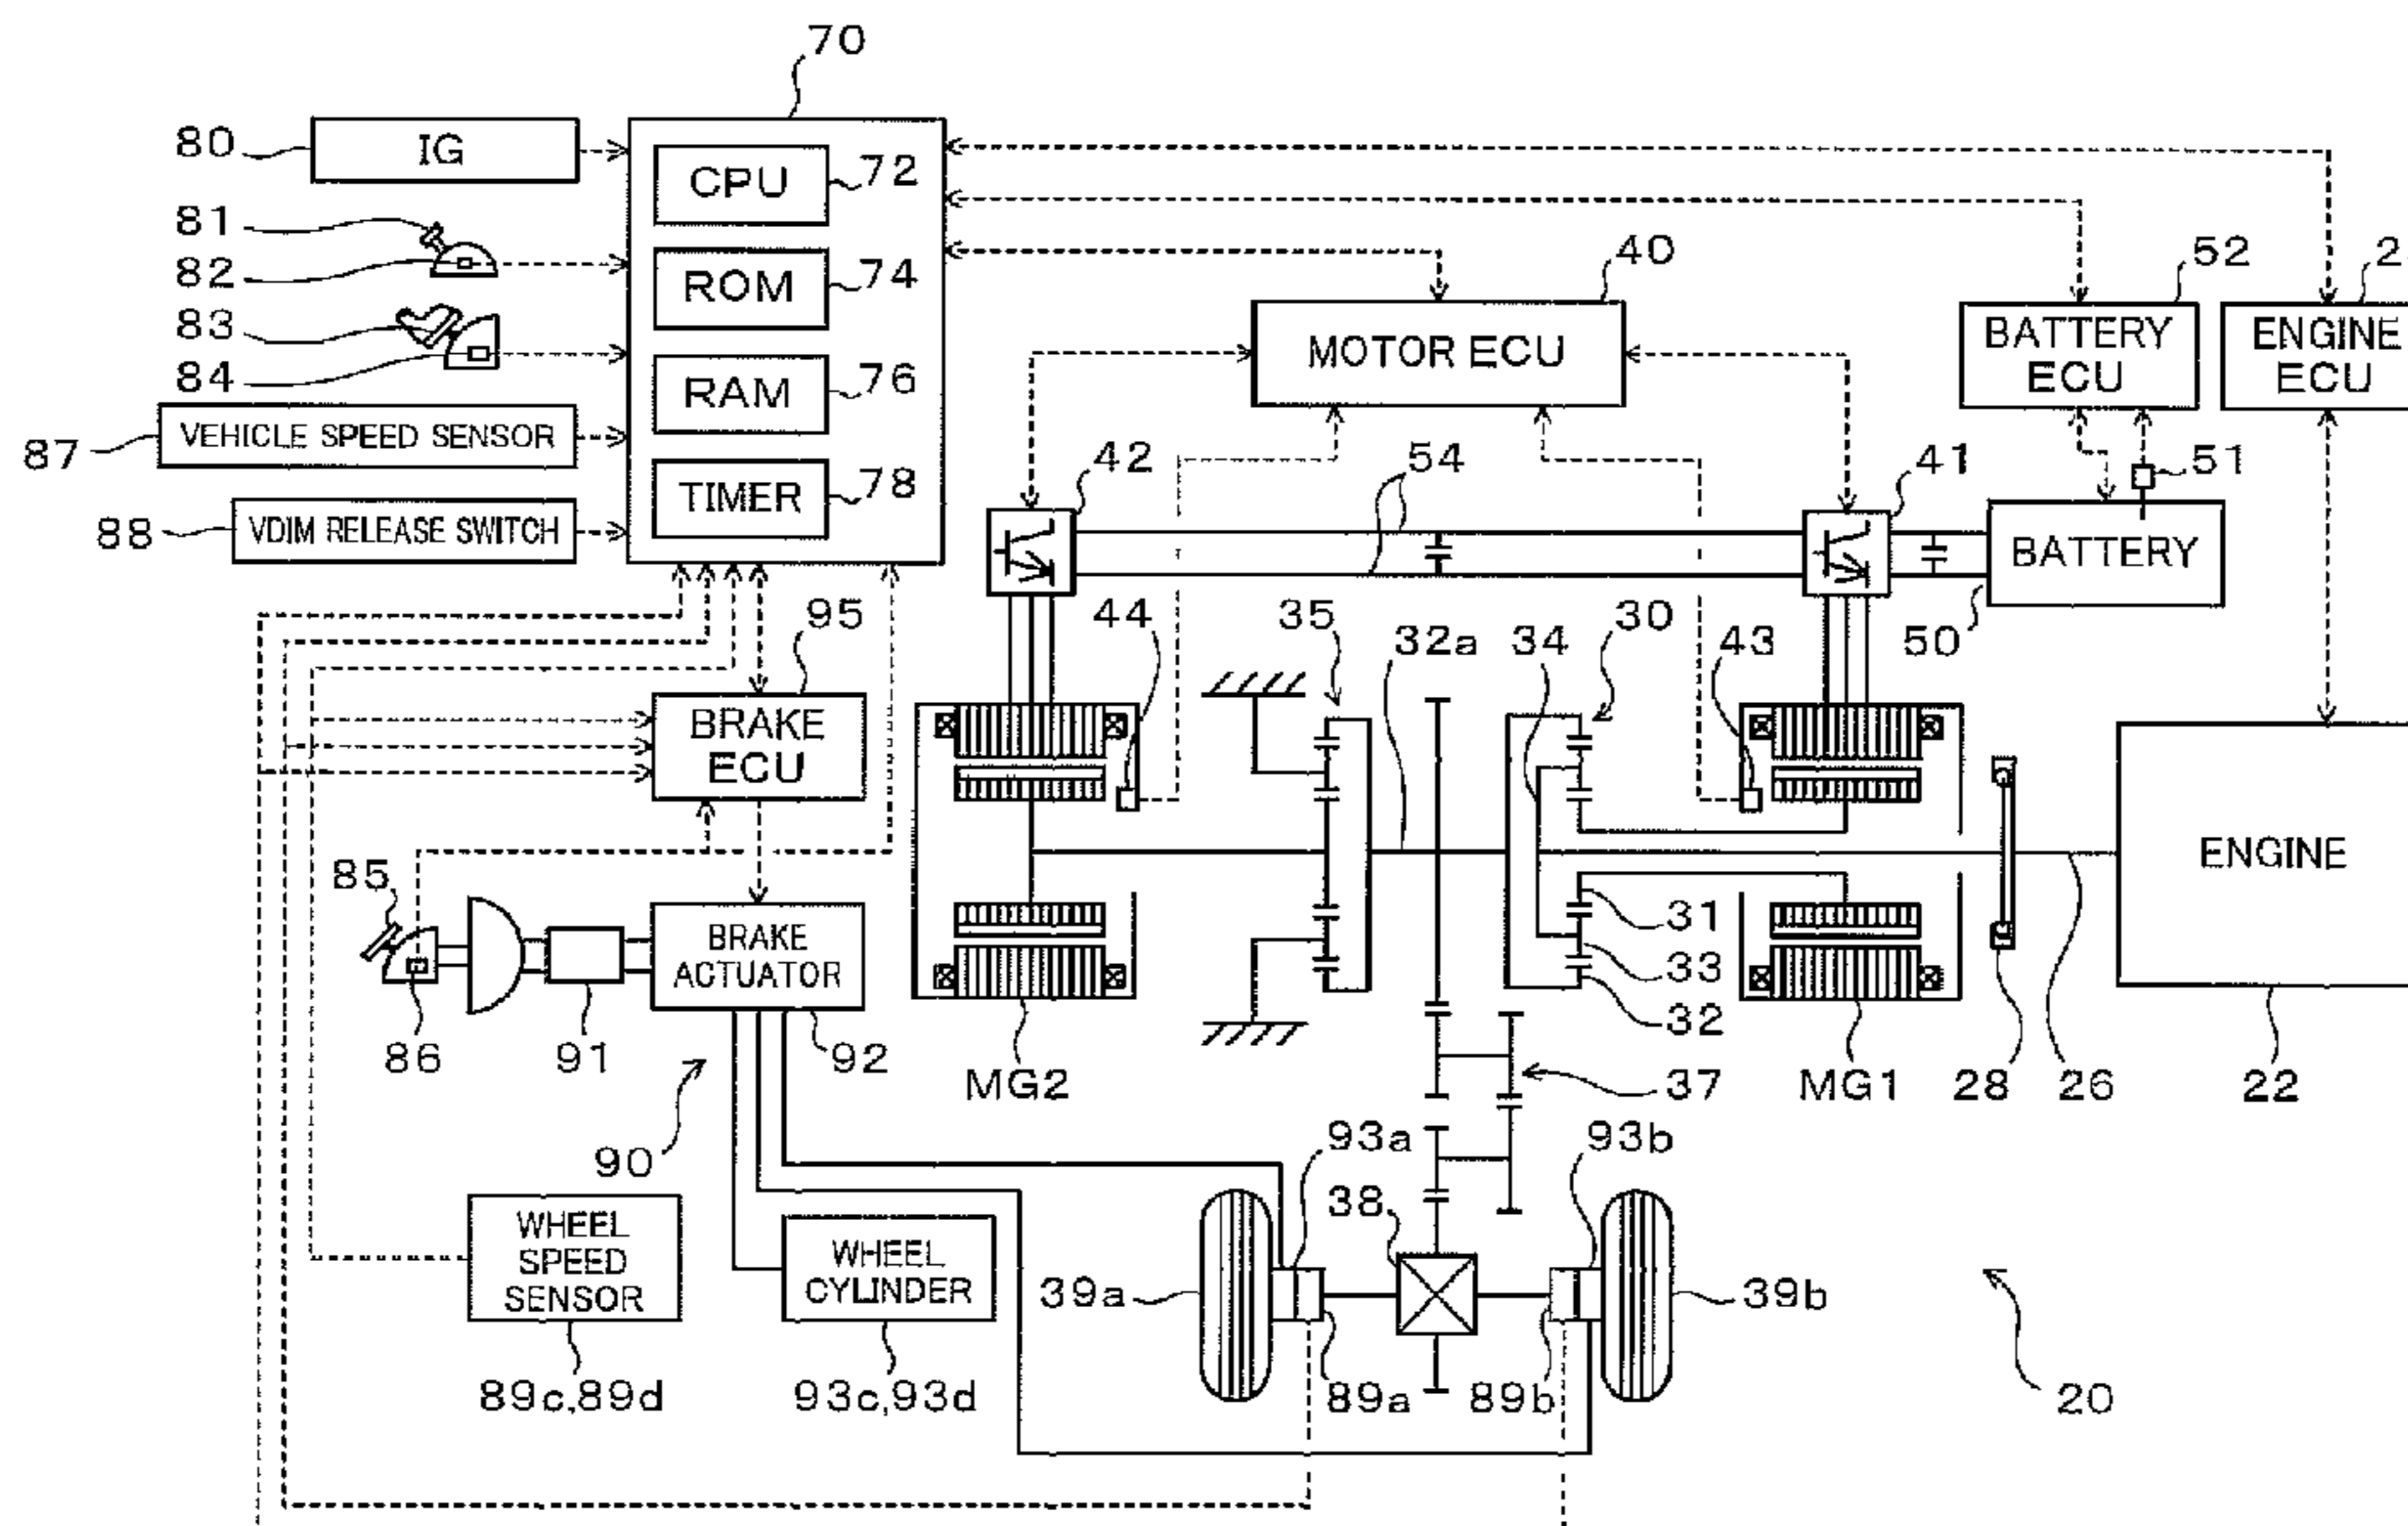 70
80
IG
CPU
72
81
82
ROM
74
40
52
2
83
84
MOTOR ECU
BATTERY
ECU
ENGINE
ECU
RAM
76
VEHICLE SPEED SENSOR
87
42
54
41
51
TIMER
78
88
VDIM RELEASE SWITCH
BATTERY
95
44
35
32a
34
30
43
50
BRAKE
ECU
ENGINE
85
BRAKE
ACTUATOR
31
33
32
86
91
92
MG2
37
MG1
28
26
22
90
93a
93b
38
WHEEL
SPEED
SENSOR
WHEEL
CYLINDER
39a
39b
89c,89d
93c,93d
89a
89b
20